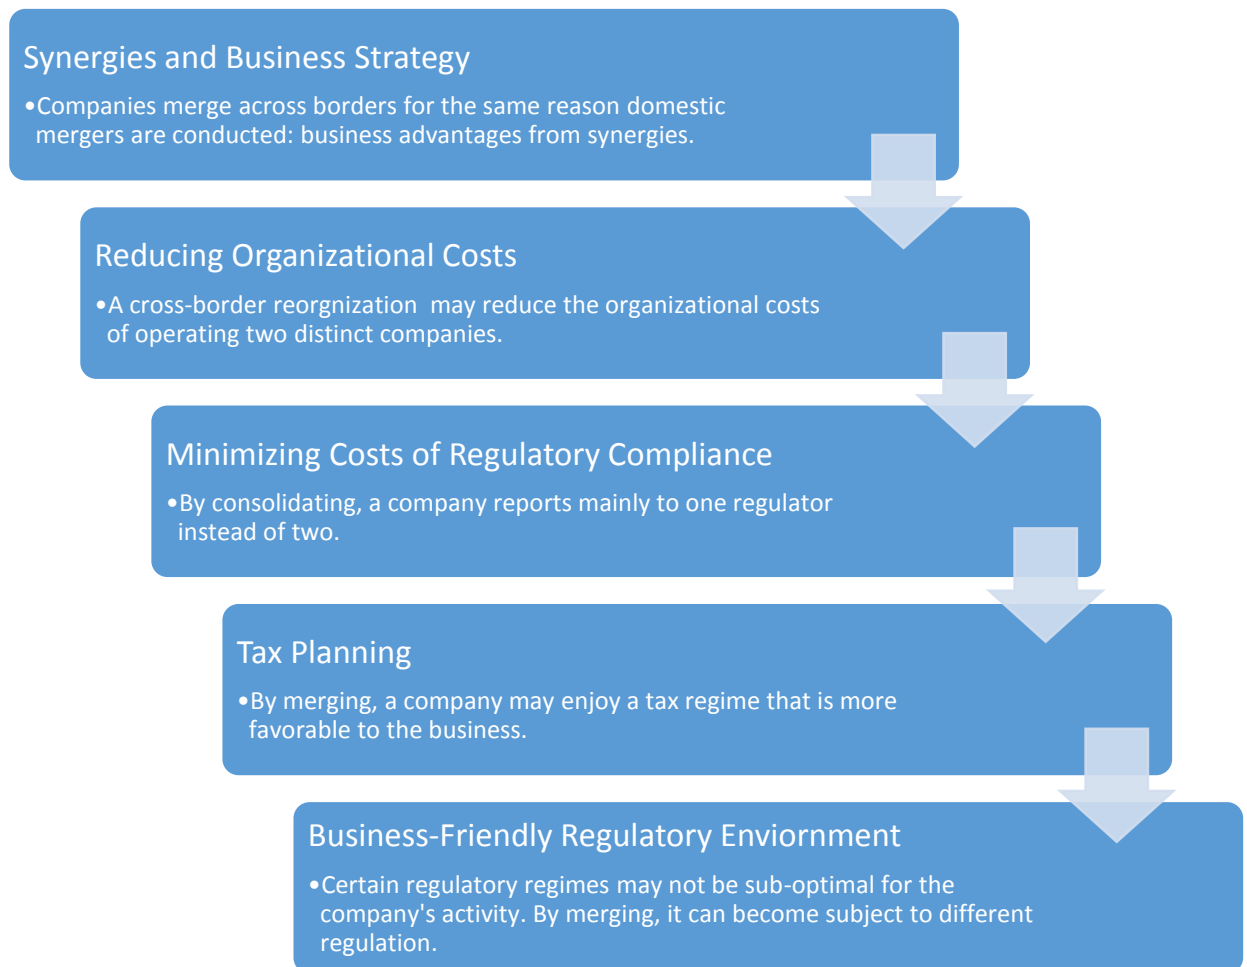 Synergies and Business Strategy
•Companies merge across borders for the same reason domestic
mergers are conducted: business advantages from synergies.
Reducing Organizational Costs
•A cross-border reorgnization  may reduce the organizational costs
of operating two distinct companies.
Minimizing Costs of Regulatory Compliance
•By consolidating, a company reports mainly to one regulator
instead of two.
Tax Planning
•By merging, a company may enjoy a tax regime that is more
favorable to the business.
Business-Friendly Regulatory Enviornment
•Certain regulatory regimes may not be sub-optimal for the
company's activity. By merging, it can become subject to different
regulation.